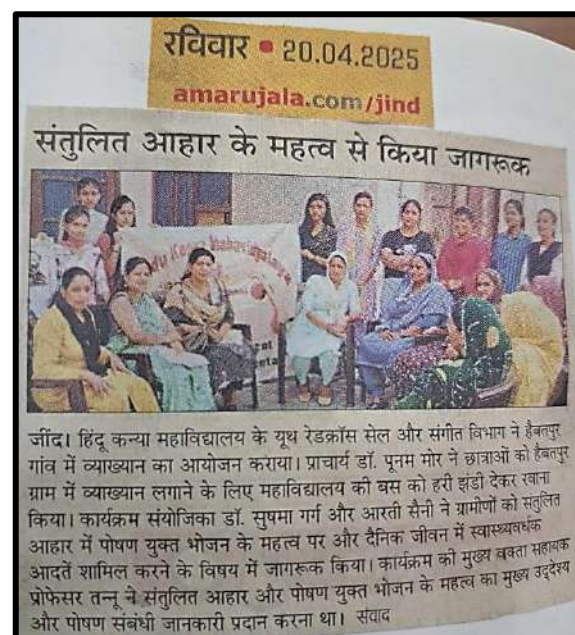 रविवार • 20.04.2025
amarujala.com/jind
संतुलित आहार के महत्व से किया जागरूक
जींद। हिंदू कन्या महाविद्यालय के यूथ रेडक्रॉस सेल और संगीत विभाग ने हैबतपुर
गांव में व्याख्यान का आयोजन कराया। प्राचार्य डॉ. पूनम मोर ने छात्राओं को हैबतपुर
ग्राम में व्याख्यान लगाने के लिए महाविद्यालय की बस को हरी झंडी देकर रवाना
किया। कार्यक्रम संयोजिका डॉ. सुषमा गर्ग और आरती सैनी ने ग्रामीणों को संतुलित
आहार में पोषण युक्त भोजन के महत्व पर और दैनिक जीवन में स्वास्थ्यवर्धक
आदतें शामिल करने के विषय में जागरूक किया। कार्यक्रम की मुख्य वक्ता सहायक
प्रोफेसर तन्नू ने संतुलित आहार और पोषण युक्त भोजन के महत्व का मुख्य उद्देश्य
और पोषण संबंधी जानकारी प्रदान करना था। संवाद